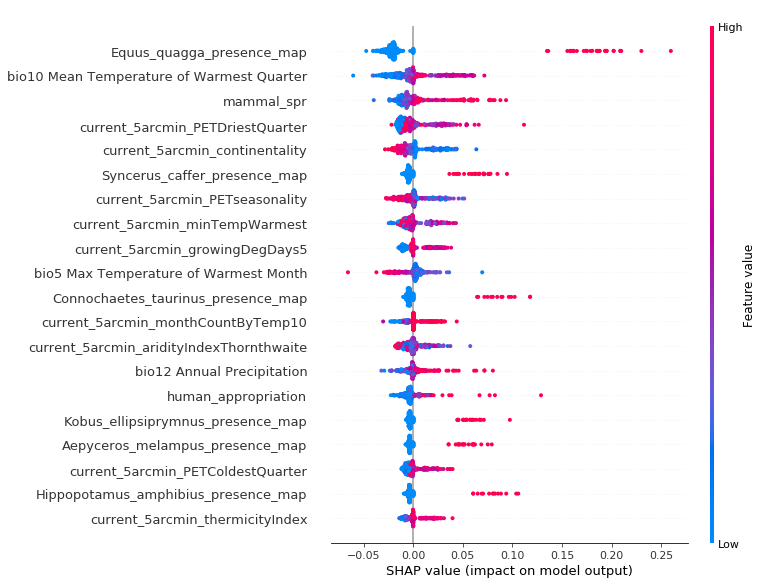 High
Equus_quagga_presence_map
bio10 Mean Temperature of Warmest Quarter
mammal_spr
current_5arcmin_PETDriestQuarter
current_5arcmin_continentality
Syncerus_caffer_presence_map
current_5arcmin_PETseasonality
current_5arcmin_minTempWarmest
current_5arcmin_growingDegDays5
bio5 Max Temperature of Warmest Month
Connochaetes_taurinus_presence_map
current_5arcmin_monthCountByTemp10
current_5arcmin_aridityIndexThornthwaite
bio12 Annual Precipitation
human_appropriation
Kobus_ellipsiprymnus_presence_map
Aepyceros_melampus_presence_map
current_5arcmin_PETColdestQuarter
Hippopotamus_amphibius_presence_map
current_5arcmin_thermicityIndex
Feature value
Low
−0.05 0.00 0.05 0.10 0.15 0.20 0.25
SHAP value (impact on model output)